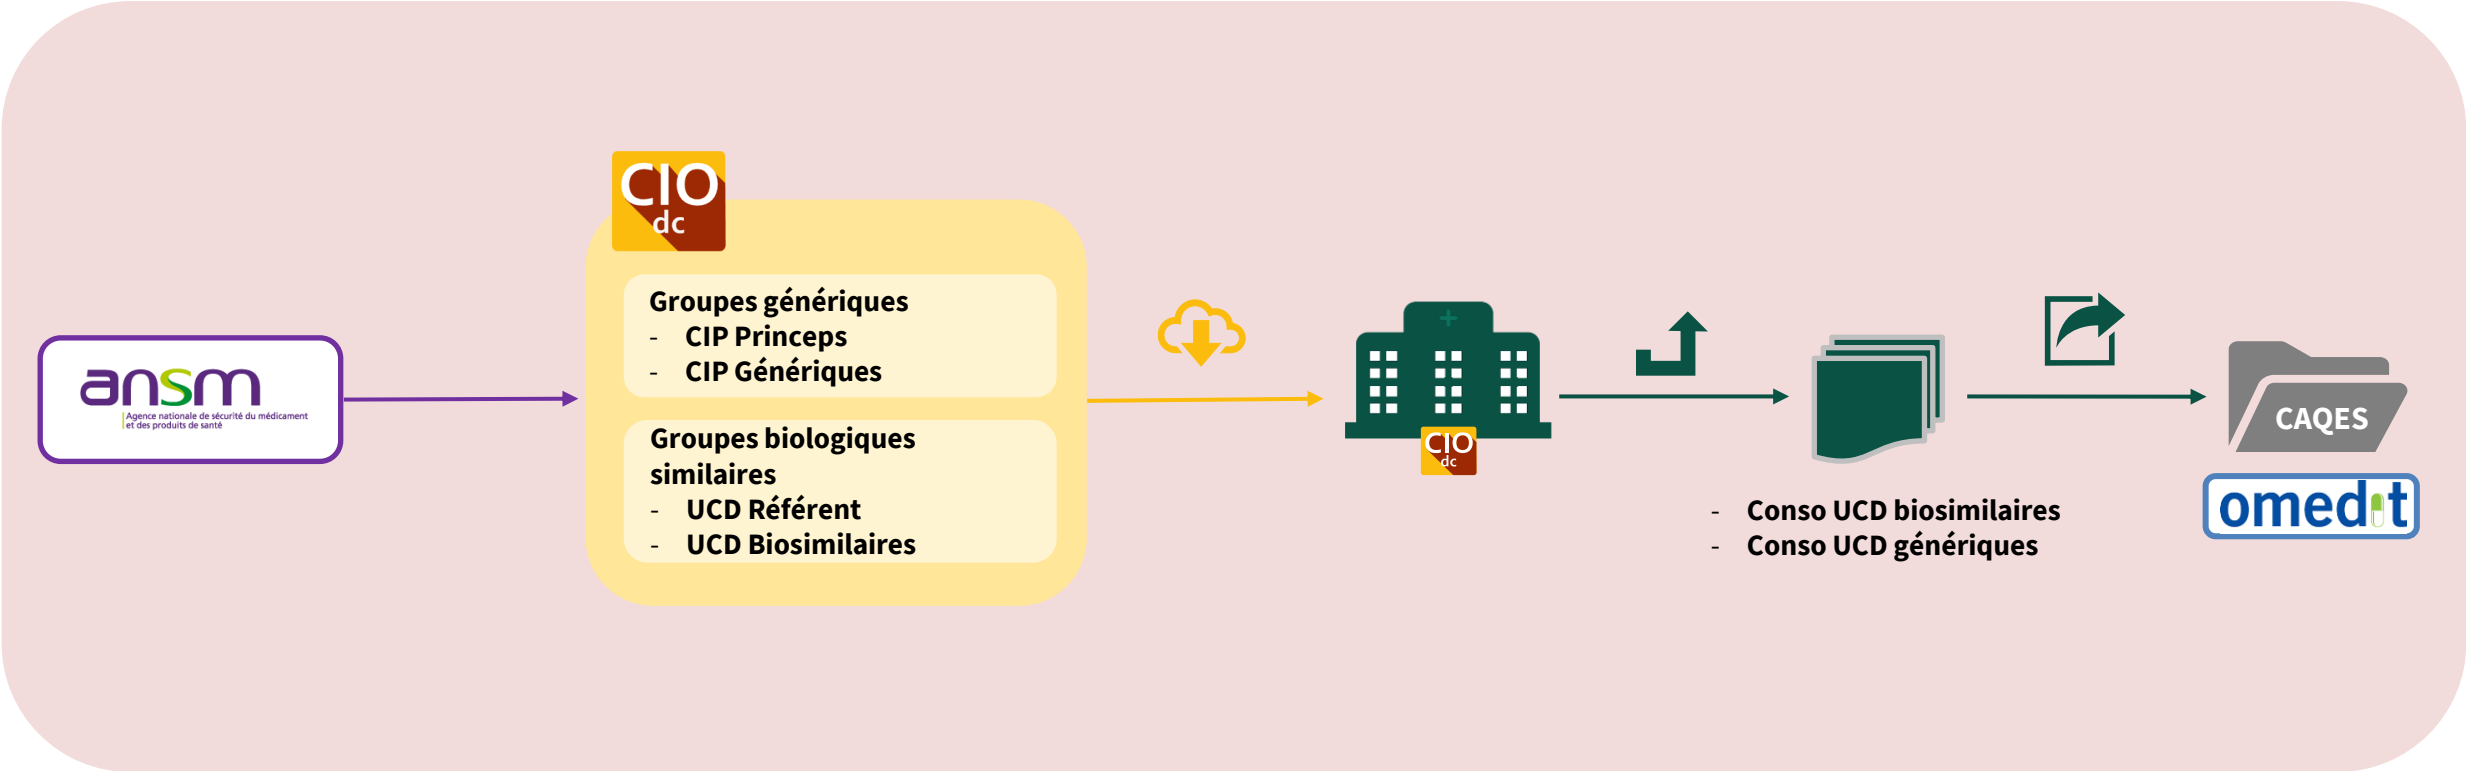 ansm
Agence nationale de sécurité du médicament
et des produits de santé
CIO
dc
Groupes génériques
- CIP Princeps
- CIP Génériques
Groupes biologiques
similaires
- UCD Référent
- UCD Biosimilaires
CIO
dc
- Conso UCD biosimilaires
- Conso UCD génériques
CAQES
omedit